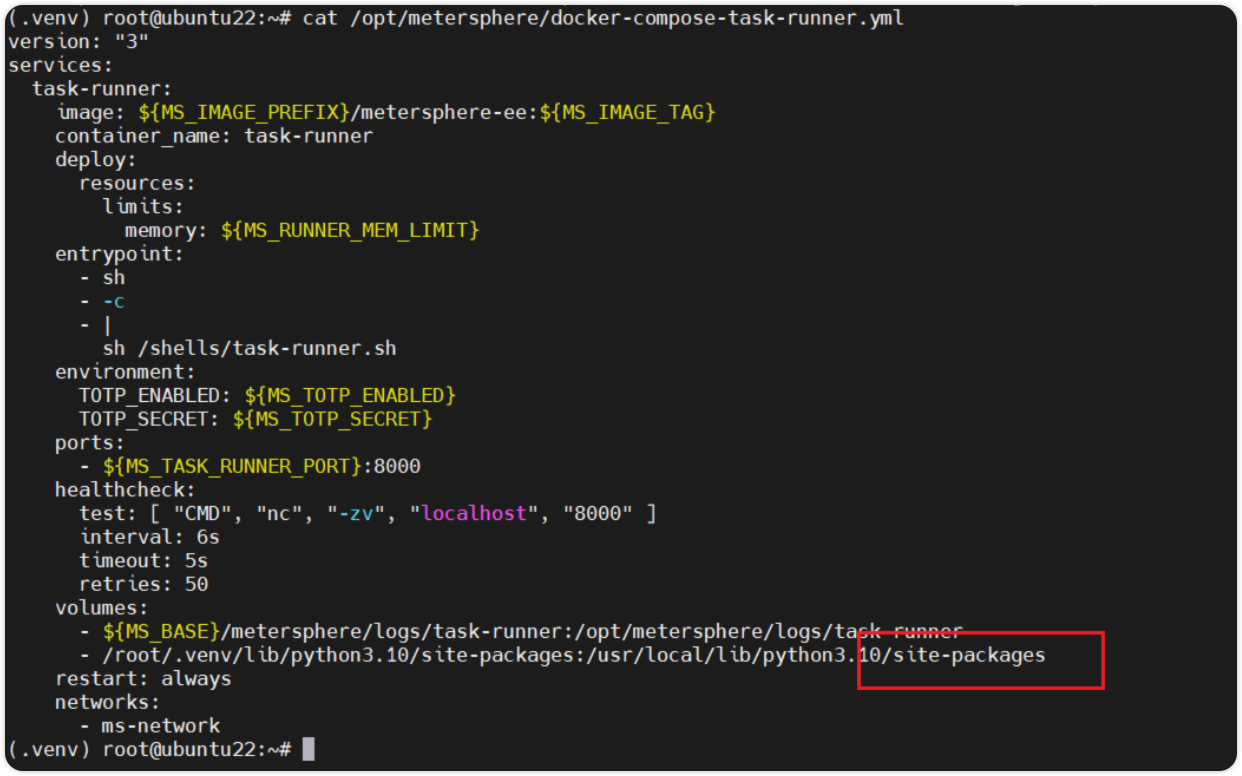 (.venv) root@ubuntu22:~# cat /opt/metersphere/docker-compose-task-runner.yml
version: "3"
services:
  task-runner:
    image: ${MS_IMAGE_PREFIX}/metersphere-ee:${MS_IMAGE_TAG}
    container_name: task-runner
    deploy:
      resources:
        limits:
          memory: ${MS_RUNNER_MEM_LIMIT}
    entrypoint:
      - sh
      - -c
      - |
        sh /shells/task-runner.sh
    environment:
      TOTP_ENABLED: ${MS_TOTP_ENABLED}
      TOTP_SECRET: ${MS_TOTP_SECRET}
    ports:
      - ${MS_TASK_RUNNER_PORT}:8000
    healthcheck:
      test: [ "CMD", "nc", "-zv", "localhost", "8000" ]
      interval: 6s
      timeout: 5s
      retries: 50
    volumes:
      - ${MS_BASE}/metersphere/logs/task-runner:/opt/metersphere/logs/task-runner
      - /root/.venv/lib/python3.10/site-packages:/usr/local/lib/python3.10/site-packages
    restart: always
    networks:
      - ms-network
(.venv) root@ubuntu22:~#